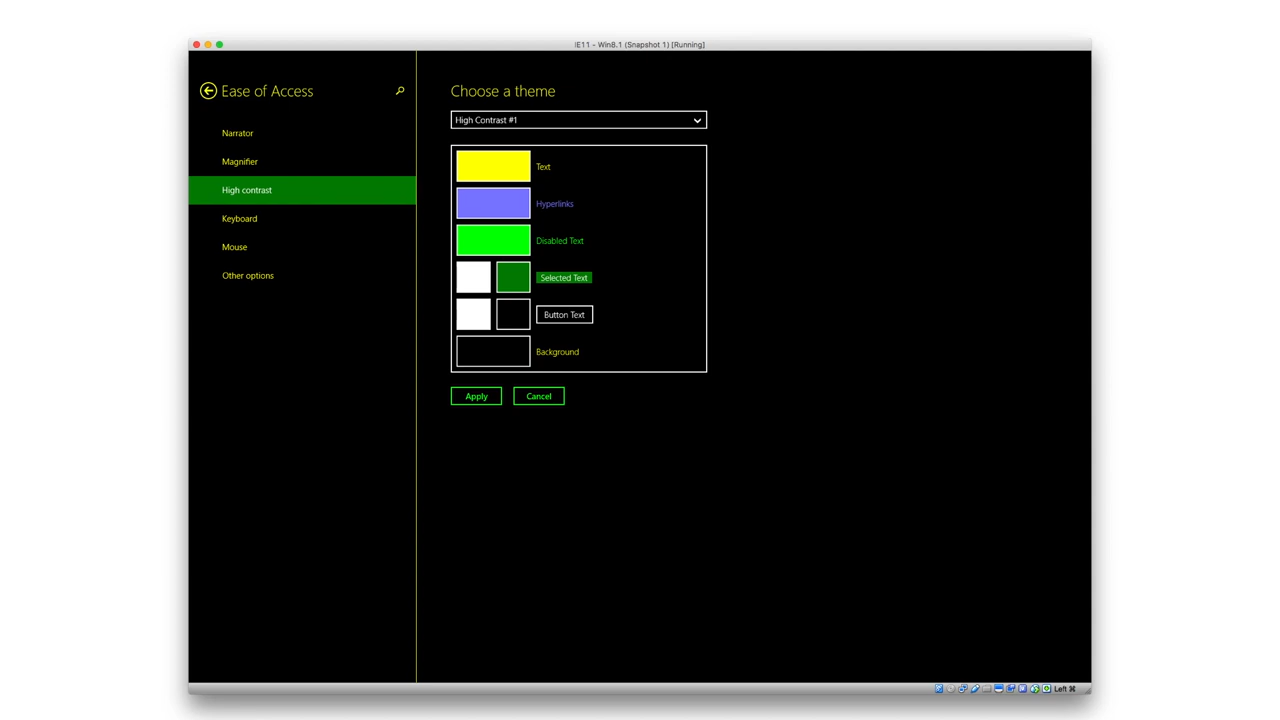 IE11 - Win8.1 (Snapshot 1) [Running]
Ease of Access
Narrator
Magnifier
High contrast
Keyboard
Mouse
Other options
Choose a theme
High Contrast #1
Text
Hyperlinks
Disabled Text
Selected Text
Button Text
Background
Apply Cancel
Left ⌘